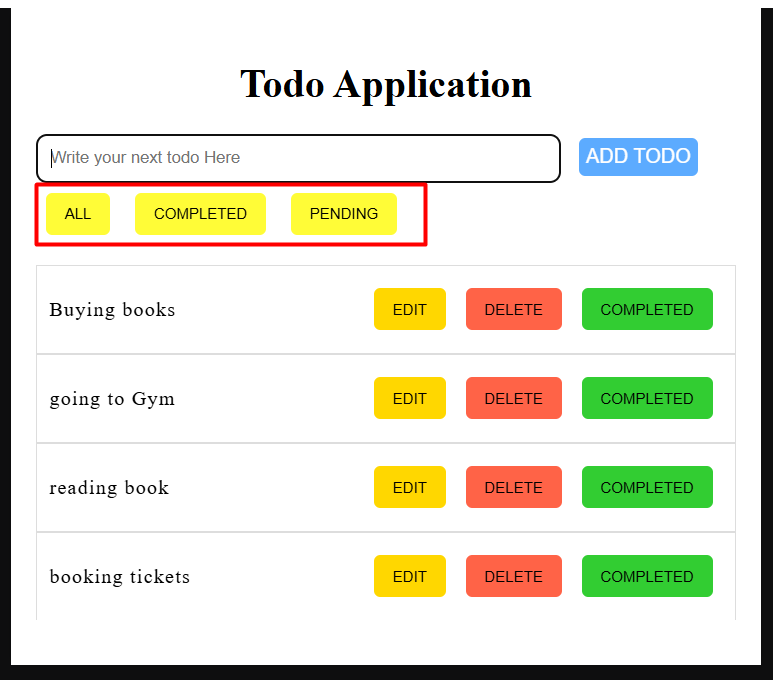 Todo Application
Write your next todo Here ADD TODO
ALL COMPLETED PENDING
Buying books EDIT DELETE COMPLETED
going to Gym EDIT DELETE COMPLETED
reading book EDIT DELETE COMPLETED
booking tickets EDIT DELETE COMPLETED